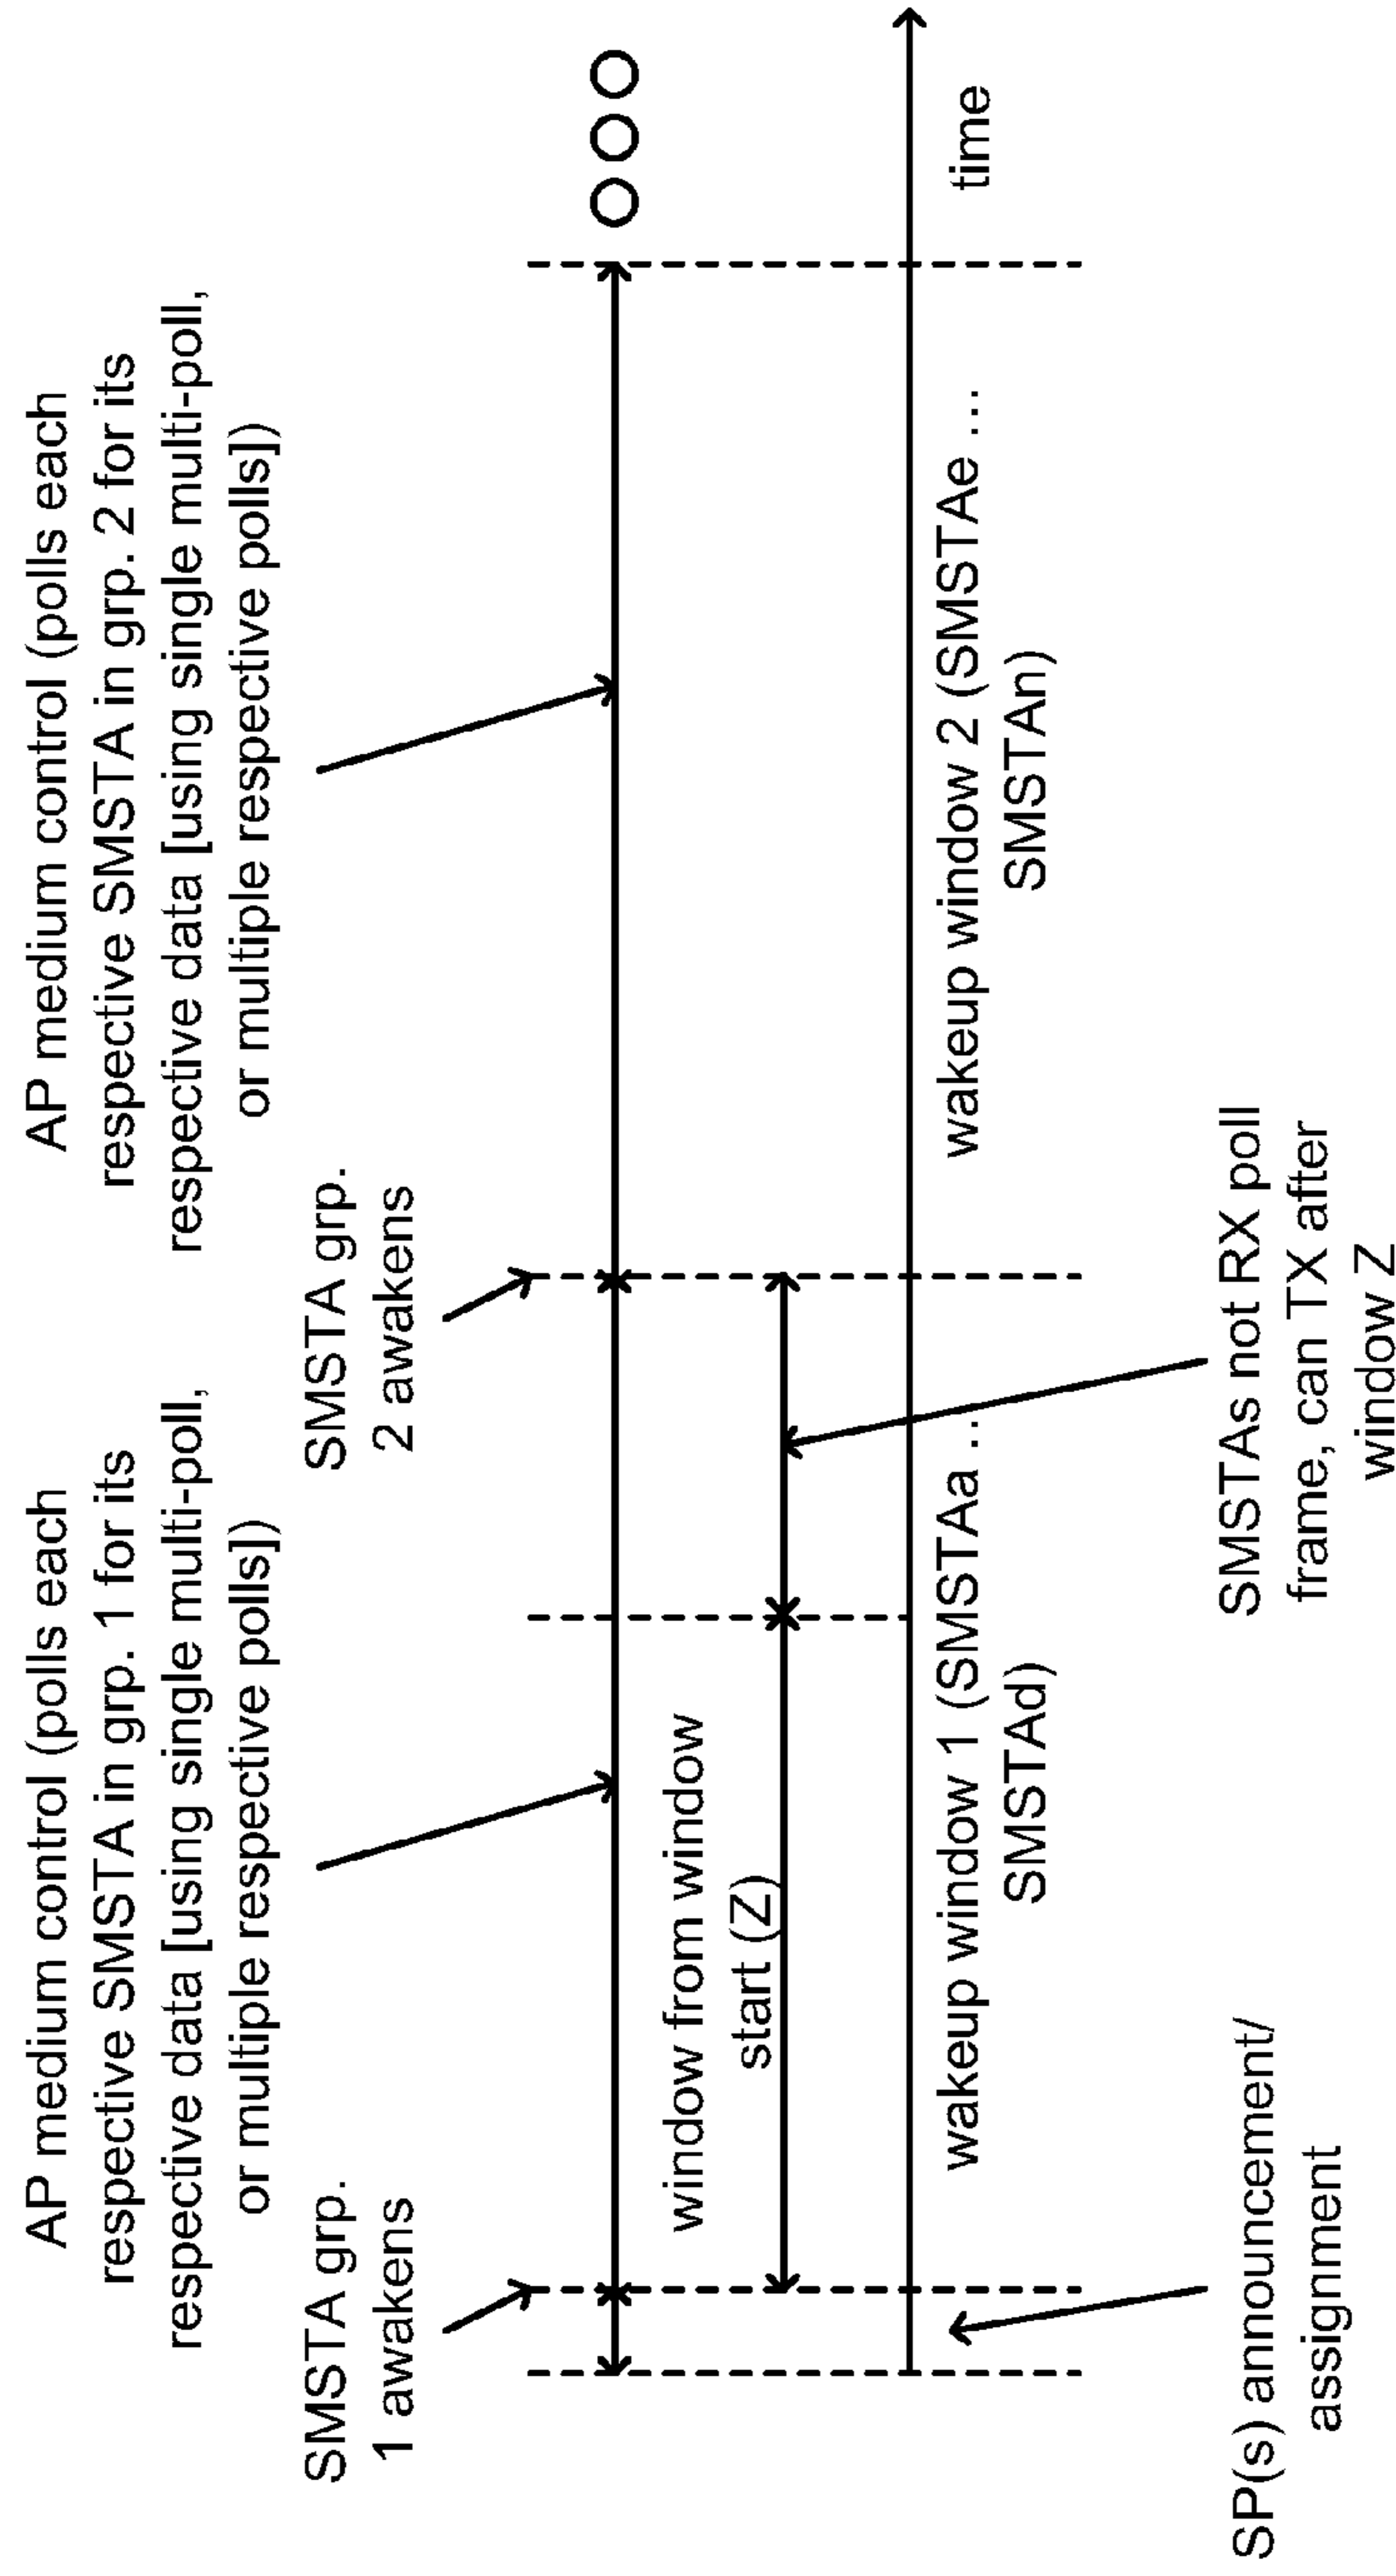 AP medium control (polls each
respective SMSTA in grp. 1 for its
respective data [using single multi-poll,
or multiple respective polls])
AP medium control (polls each
respective SMSTA in grp. 2 for its
respective data [using single multi-poll,
or multiple respective polls])
SMSTA grp.
1 awakens
SMSTA grp.
2 awakens
window from window
start (Z)
wakeup window 1 (SMSTAa ...
SMSTAd)
wakeup window 2 (SMSTAe ...
SMSTAn)
time
SP(s) announcement/
assignment
SMSTAs not RX poll
frame, can TX after
window Z